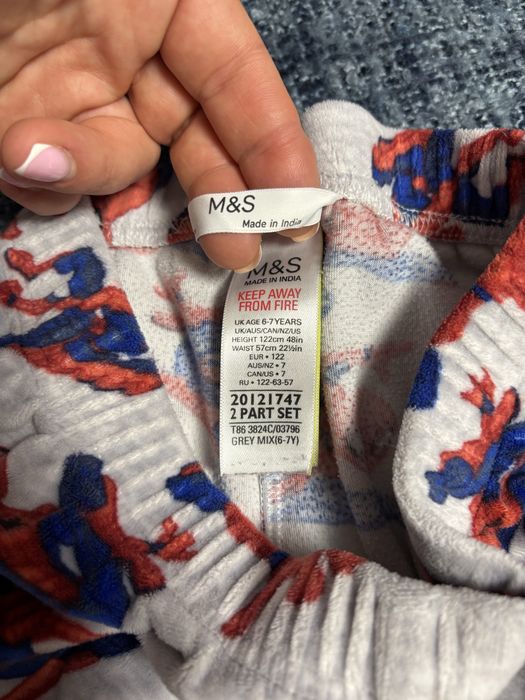 M&S
Made in India
M&S
MADE IN INDIA
KEEP AWAY
FROM FIRE
UK AGE 6-7YEARS
UK/AUS/CAN/NZ/US
HEIGHT 122cm 48in
WAIST 57cm 22½in
EUR • 122
AUS/NZ • 7
CAN/US • 7
RU • 122-63-57
20121747
2 PART SET
T86 3824C/03796
GREY MIX(6-7Y)